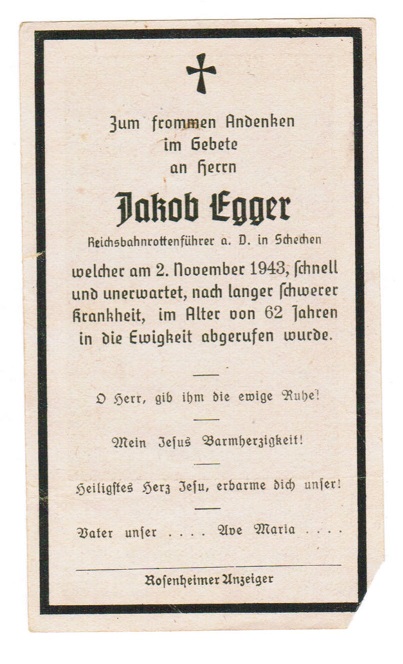 Zum frommen Andenken
im Gebete
an Herrn
Jakob Egger
Reichsbahnrottenführer a. D. in Schechen
welcher am 2. November 1943, schnell
und unerwartet, nach langer schwerer
Krankheit, im Alter von 62 Jahren
in die Ewigkeit abgerufen wurde.
O Herr, gib ihm die ewige Ruhe!
Mein Jesus Barmherzigkeit!
Heiligstes Herz Jesu, erbarme dich unser!
Vater unser . . . . Ave Maria . . . .
Rosenheimer Anzeiger